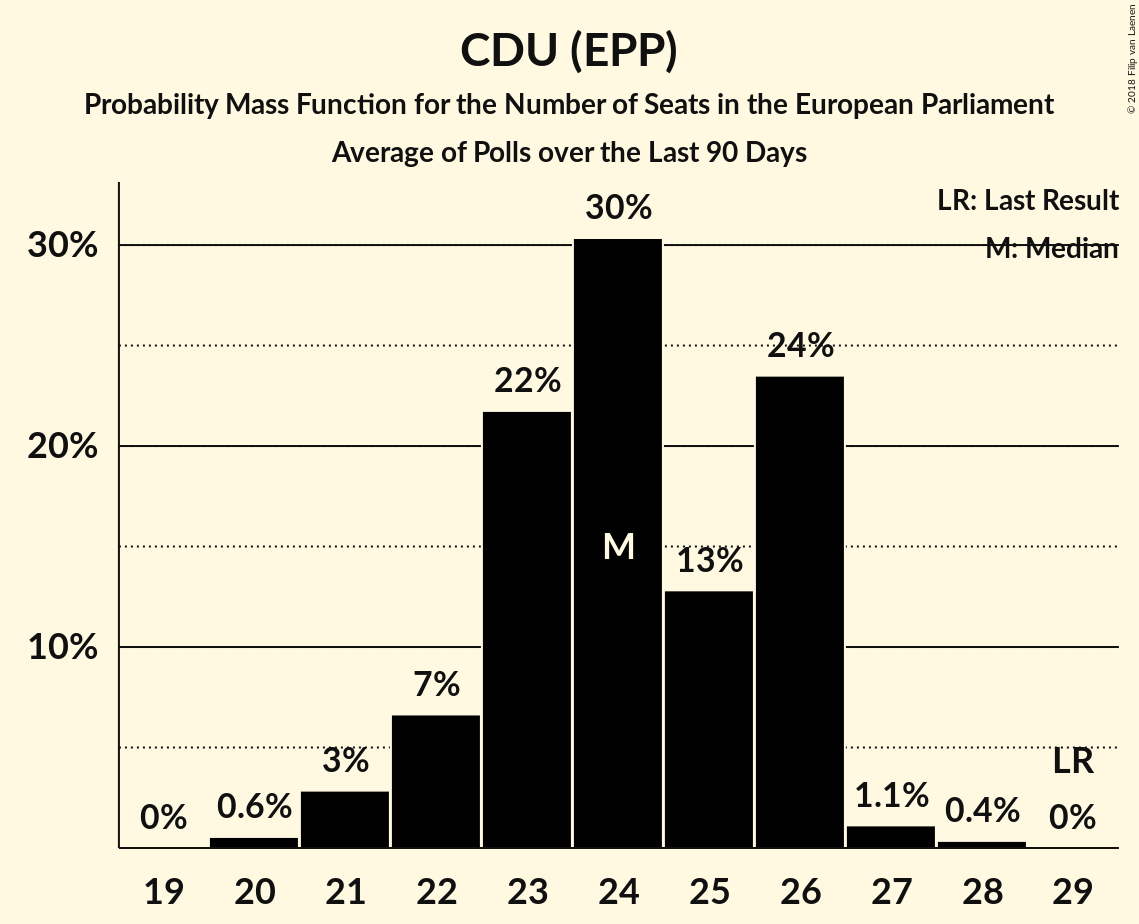 CDU (EPP)
Probability Mass Function for the Number of Seats in the European Parliament
Average of Polls over the Last 90 Days
© 2018 Filip van Laenen
LR: Last Result
M: Median
30%
20%
10%
0%
0.6%
3%
7%
22%
30%
M
13%
24%
1.1%
0.4%
LR
0%
19 20 21 22 23 24 25 26 27 28 29